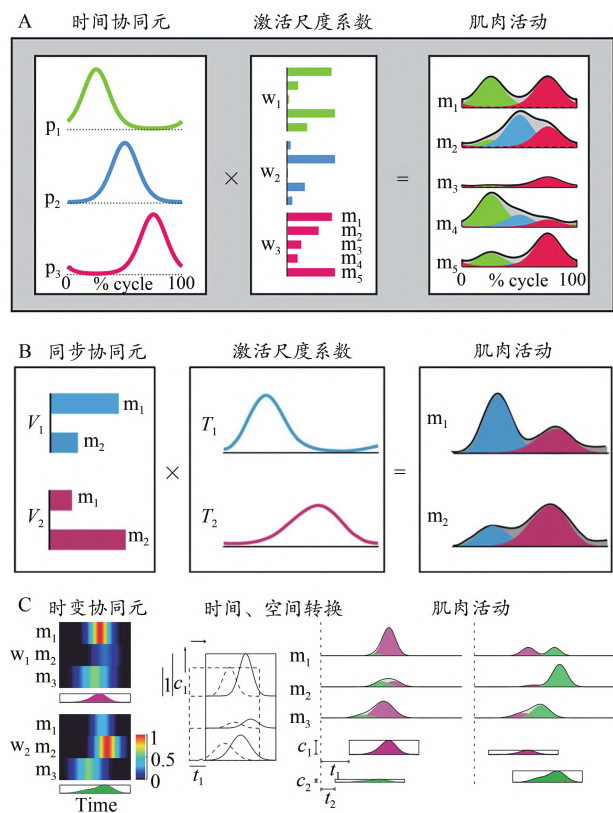 A 时间协同元 激活尺度系数 肌肉活动
p1
p2
p3
0 % cycle 100
×
w1
w2
w3
m1
m2
m3
m4
m5
=
m1
m2
m3
m4
m5
0 % cycle 100
B 同步协同元 激活尺度系数 肌肉活动
V1 m1
m2
V2 m1
m2
×
T1
T2
=
m1
m2
C 时变协同元 时间、空间转换 肌肉活动
m1
w1 m2
m3
m1
w2 m2
m3
Time
1
0.5
0
1
c1
t1
m1
m2
m3
c1
t1
c2
t2